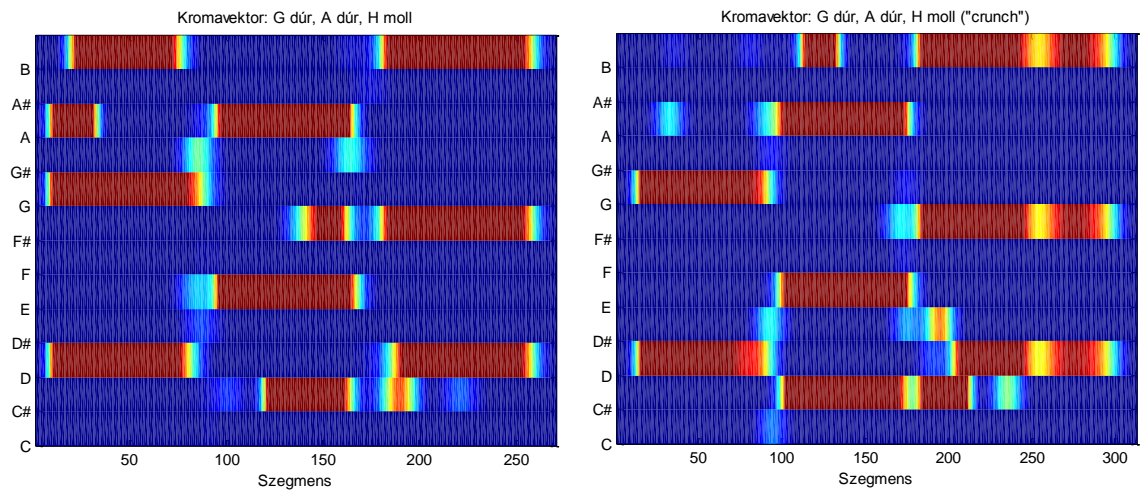 Kromavektor: G dúr, A dúr, H moll
B
A#
A
G#
G
F#
F
E
D#
D
C#
C
50
100
150
200
250
Szegmens
Kromavektor: G dúr, A dúr, H moll ("crunch")
B
A#
A
G#
G
F#
F
E
D#
D
C#
C
50
100
150
200
250
300
Szegmens